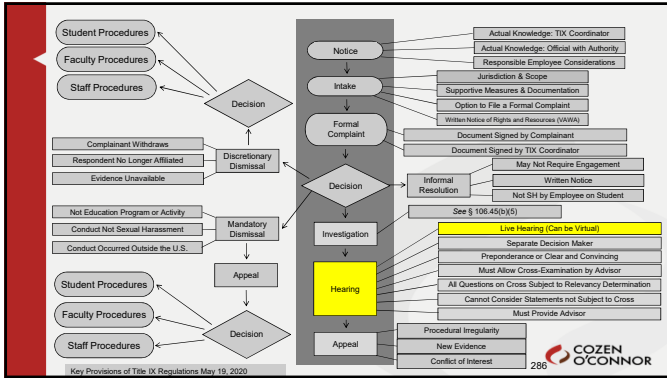 Student Procedures
Faculty Procedures
Staff Procedures
Decision
Complainant Withdraws
Respondent No Longer Affiliated
Evidence Unavailable
Discretionary
Dismissal
Not Education Program or Activity
Conduct Not Sexual Harassment
Conduct Occurred Outside the U.S.
Mandatory
Dismissal
Appeal
Student Procedures
Faculty Procedures
Staff Procedures
Decision
Key Provisions of Title IX Regulations May 19, 2020
Notice
Intake
Formal
Complaint
Decision
Investigation
Hearing
Appeal
Actual Knowledge: TIX Coordinator
Actual Knowledge: Official with Authority
Responsible Employee Considerations
Jurisdiction & Scope
Supportive Measures & Documentation
Option to File a Formal Complaint
Written Notice of Rights and Resources (VAWA)
Document Signed by Complainant
Document Signed by TIX Coordinator
Informal
Resolution
May Not Require Engagement
Written Notice
Not SH by Employee on Student
See § 106.45(b)(5)
Live Hearing (Can be Virtual)
Separate Decision Maker
Preponderance or Clear and Convincing
Must Allow Cross-Examination by Advisor
All Questions on Cross Subject to Relevancy Determination
Cannot Consider Statements not Subject to Cross
Must Provide Advisor
Procedural Irregularity
New Evidence
Conflict of Interest
286
COZEN
O'CONNOR